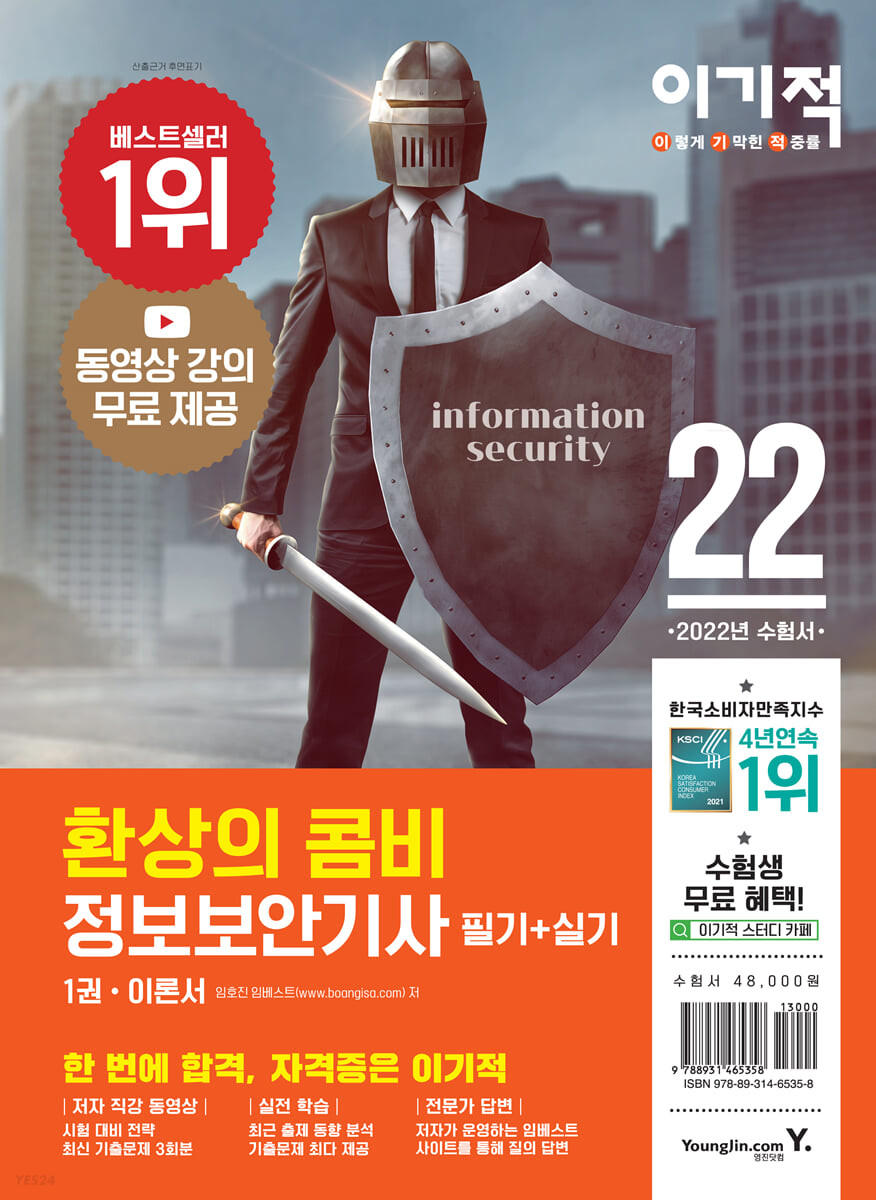 산출근거 후면표기
베스트셀러
1위
동영상 강의
무료 제공
이기적
이렇게 기막힌 적중률
information
security
22
•2022년 수험서•
한국소비자만족지수
KSCI
KOREA
SATISFACTION
CONSUMER
INDEX
2021
4년연속
1위
수험생
무료 혜택!
이기적 스터디 카페
수험서 48,000원
13000
9 788931 465358
ISBN 978-89-314-6535-8
YoungJin.com Y.
영진닷컴
환상의 콤비
정보보안기사 필기+실기
1권 • 이론서 임호진 임베스트(www.boangisa.com) 저
한 번에 합격, 자격증은 이기적
| 저자 직강 동영상 |
시험 대비 전략
최신 기출문제 3회분
| 실전 학습 |
최근 출제 동향 분석
기출문제 최다 제공
| 전문가 답변 |
저자가 운영하는 임베스트
사이트를 통해 질의 답변
YES24